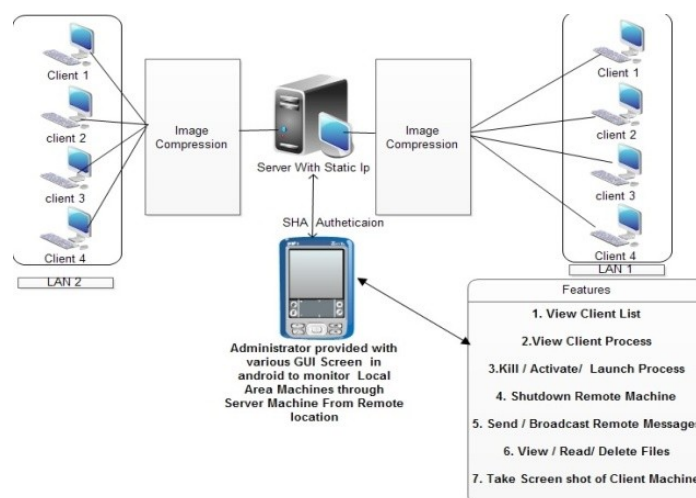 Client 1
client 2
client 3
Client 4
LAN 2
Image
Compression
Server With Static Ip
Image
Compression
Client 1
client 2
client 3
Client 4
LAN 1
SHA Autheticaion
Administrator provided with
various GUI Screen in
android to monitor Local
Area Machines through
Server Machine From Remote
location
Features
1. View Client List
2.View Client Process
3.Kill / Activate/ Launch Process
4. Shutdown Remote Machine
5. Send / Broadcast Remote Messages
6. View / Read/ Delete Files
7. Take Screen shot of Client Machine